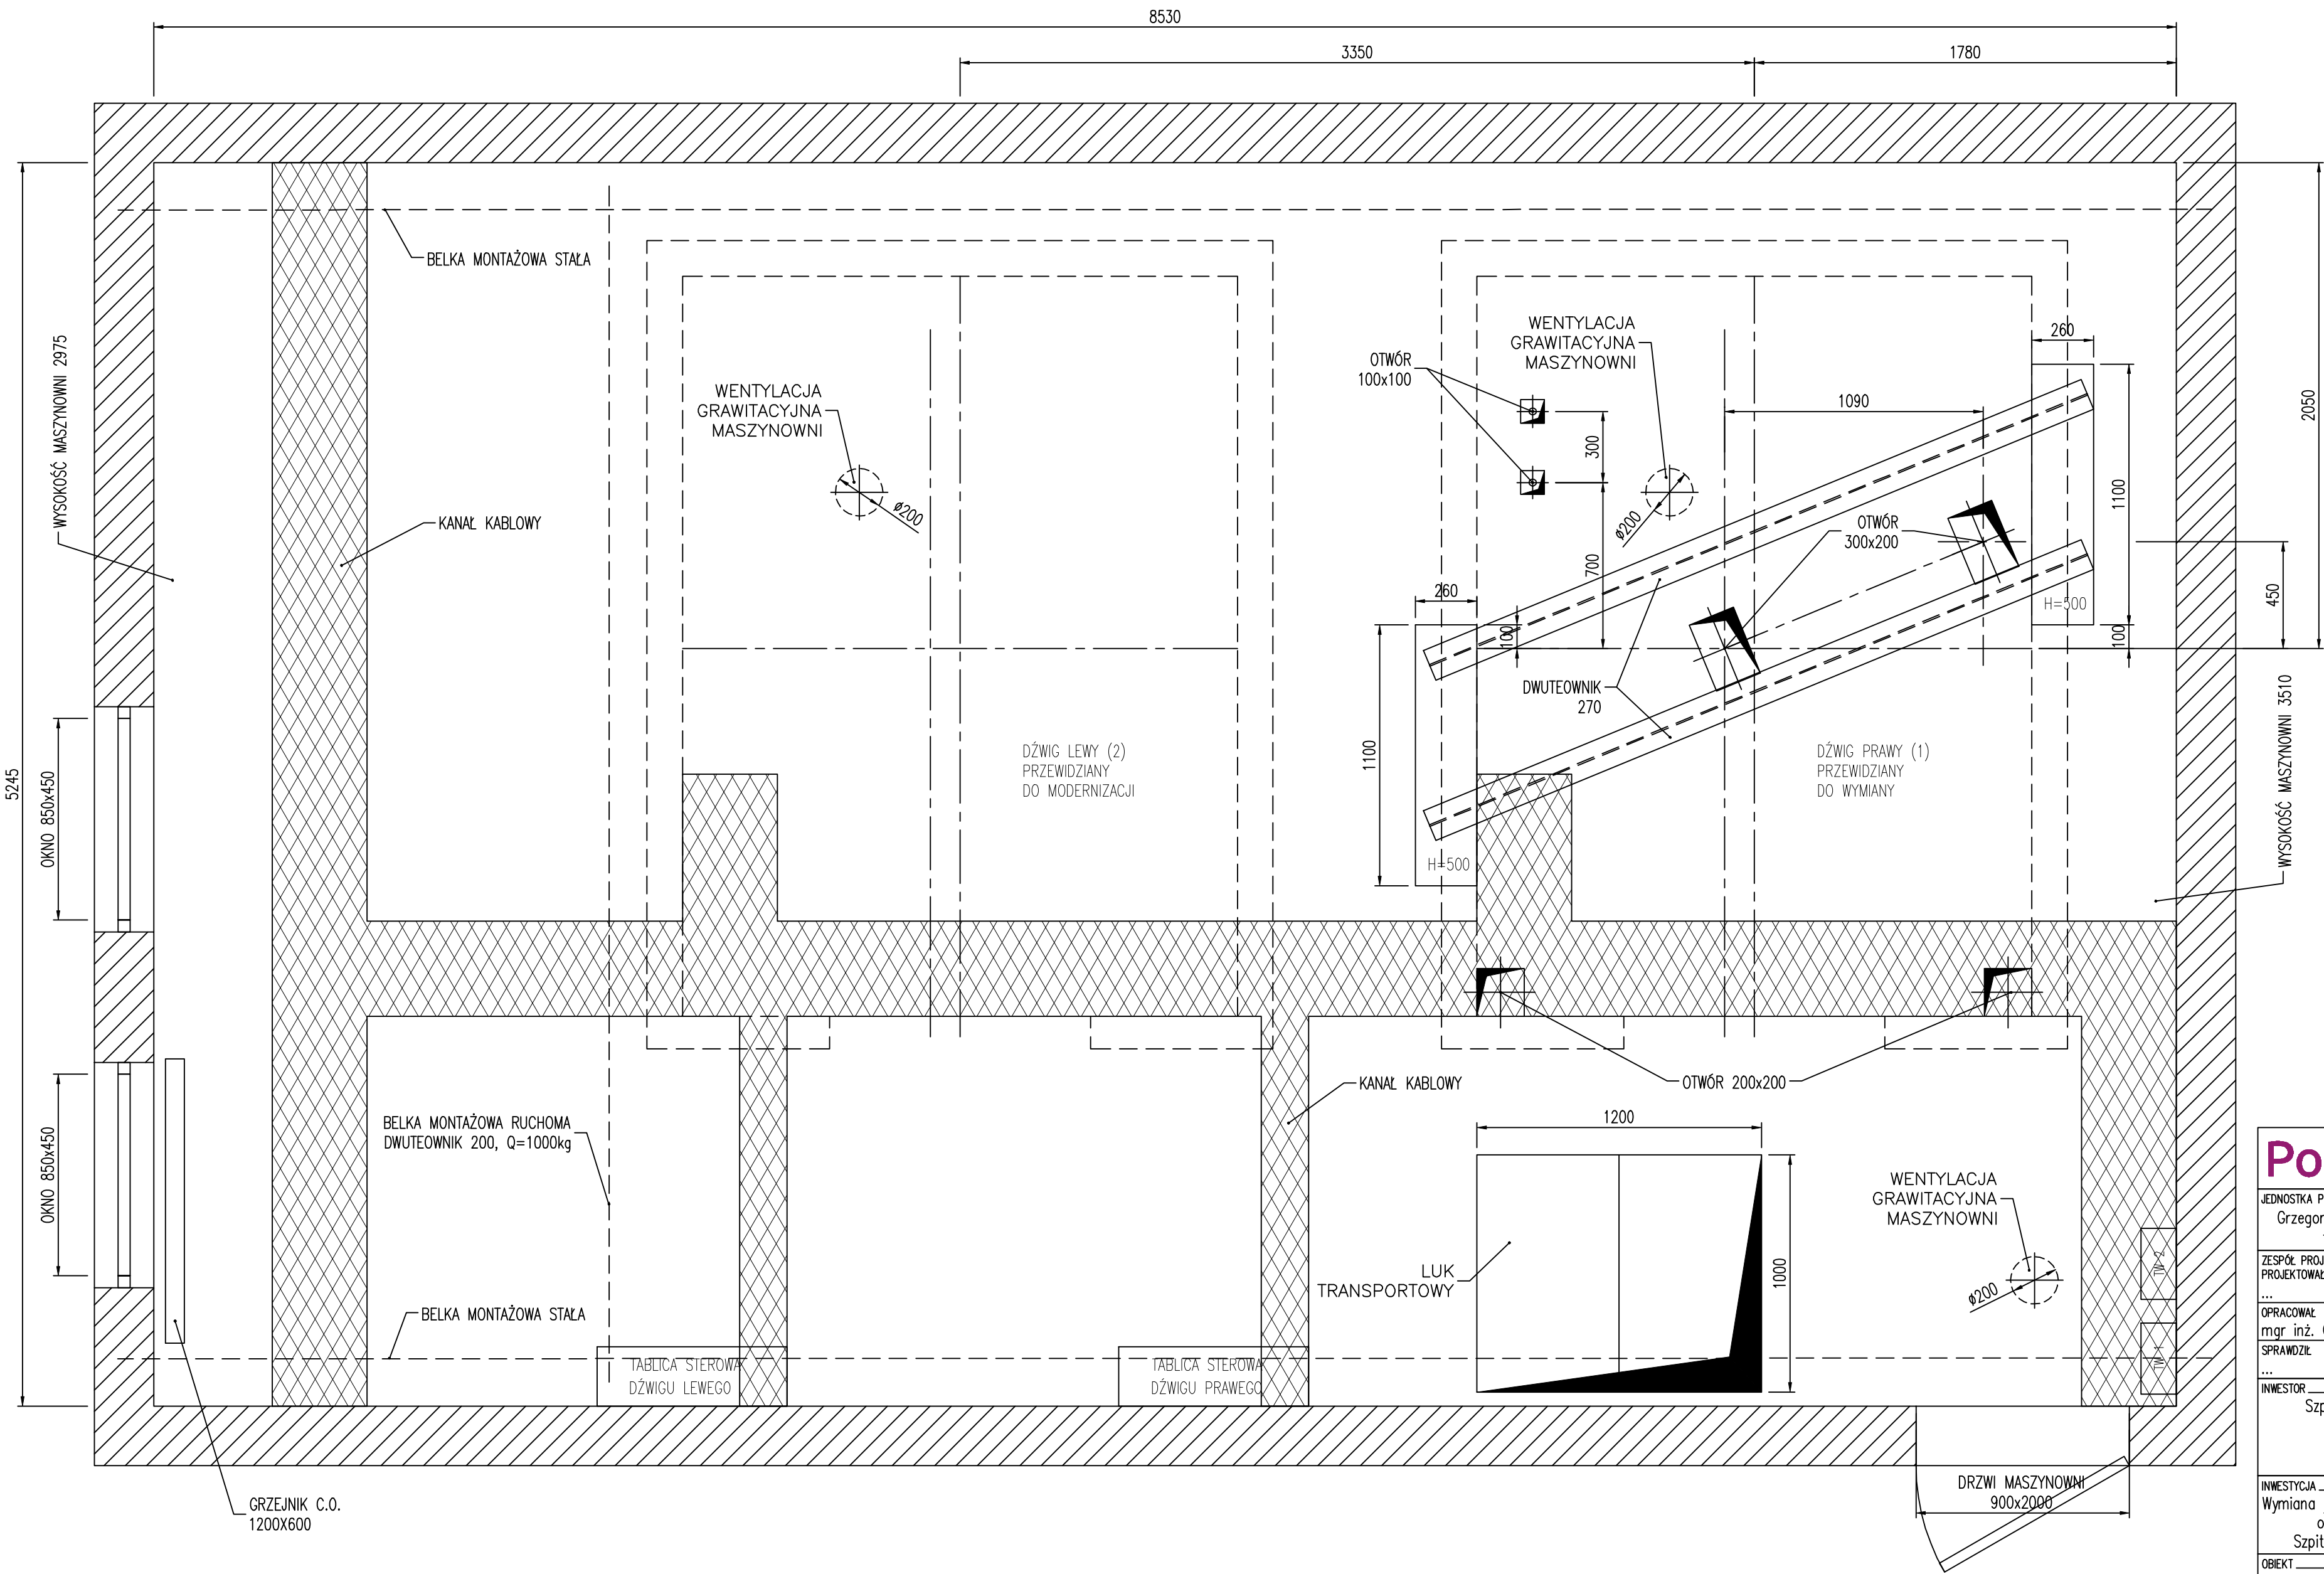 8530
3350
1780
BELKA MONTAŻOWA STAŁA
WYSOKOŚĆ MASZYNOWNI 2975
5245
KANAŁ KABLOWY
WENTYLACJA
GRAWITACYJNA
MASZYNOWNI
ø200
OTWÓR
100x100
WENTYLACJA
GRAWITACYJNA
MASZYNOWNI
ø200
300
700
1090
260
1100
100
2050
450
OTWÓR
300x200
H=500
260
100
1100
DWUTEOWNIK
270
H=500
DŹWIG LEWY (2)
PRZEWIDZIANY
DO MODERNIZACJI
DŹWIG PRAWY (1)
PRZEWIDZIANY
DO WYMIANY
WYSOKOŚĆ MASZYNOWNI 3510
OKNO 850x450
OKNO 850x450
BELKA MONTAŻOWA RUCHOMA
DWUTEOWNIK 200, Q=1000kg
KANAŁ KABLOWY
OTWÓR 200x200
1200
1000
LUK
TRANSPORTOWY
WENTYLACJA
GRAWITACYJNA
MASZYNOWNI
ø200
TW-2
TW-1
BELKA MONTAŻOWA STAŁA
TABLICA STEROWA
DŹWIGU LEWEGO
TABLICA STEROWA
DŹWIGU PRAWEGO
GRZEJNIK C.O.
1200X600
DRZWI MASZYNOWNI
900x2000
Po
JEDNOSTKA P
Grzegor
ZESPÓŁ PROJ
PROJEKTOWAŁ
...
OPRACOWAŁ
mgr inż.
SPRAWDZIŁ
...
INWESTOR
Szp
INWESTYCJA
Wymiana
o
Szpit
OBIEKT